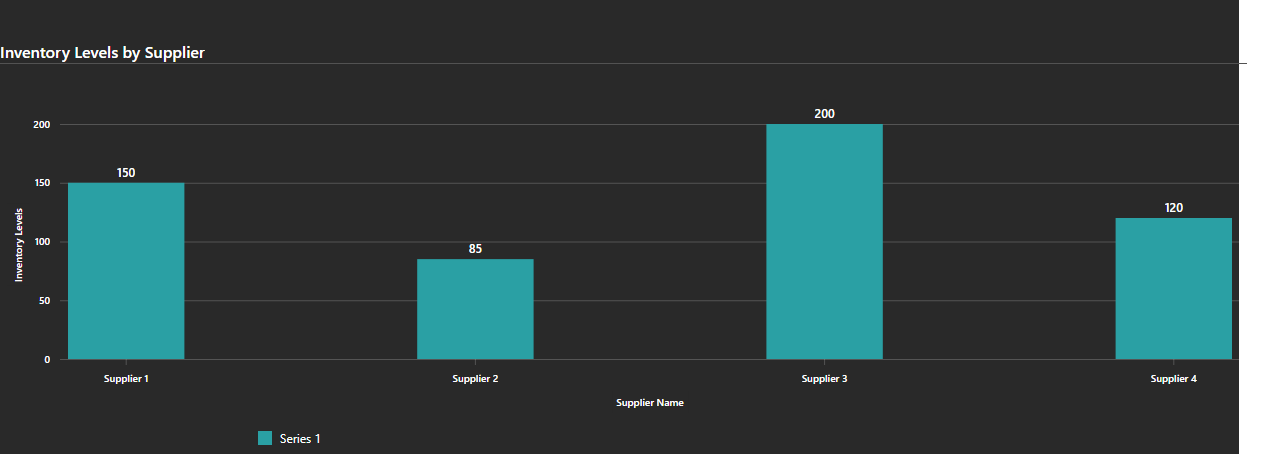 Inventory Levels by Supplier
200
200
150
150
120
Inventory Levels
100
85
50
0
Supplier 1
Supplier 2
Supplier 3
Supplier 4
Supplier Name
Series 1